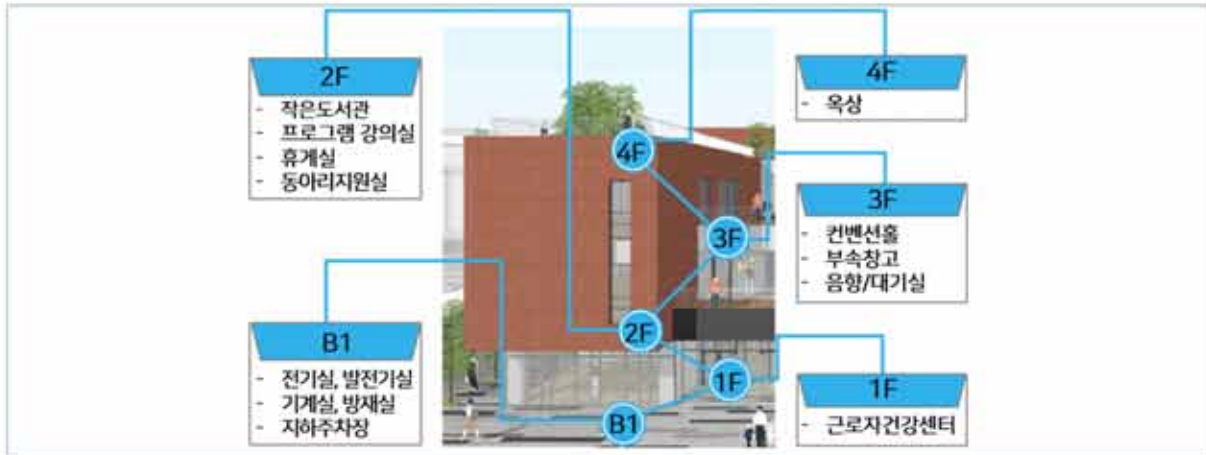 2F
- 작은도서관
- 프로그램 강의실
- 휴게실
- 동아리지원실
B1
- 전기실, 발전기실
- 기계실, 방재실
- 지하주차장
4F
3F
2F
1F
B1
4F
- 옥상
3F
- 컨벤션홀
- 부속창고
- 음향/대기실
1F
- 근로자건강센터